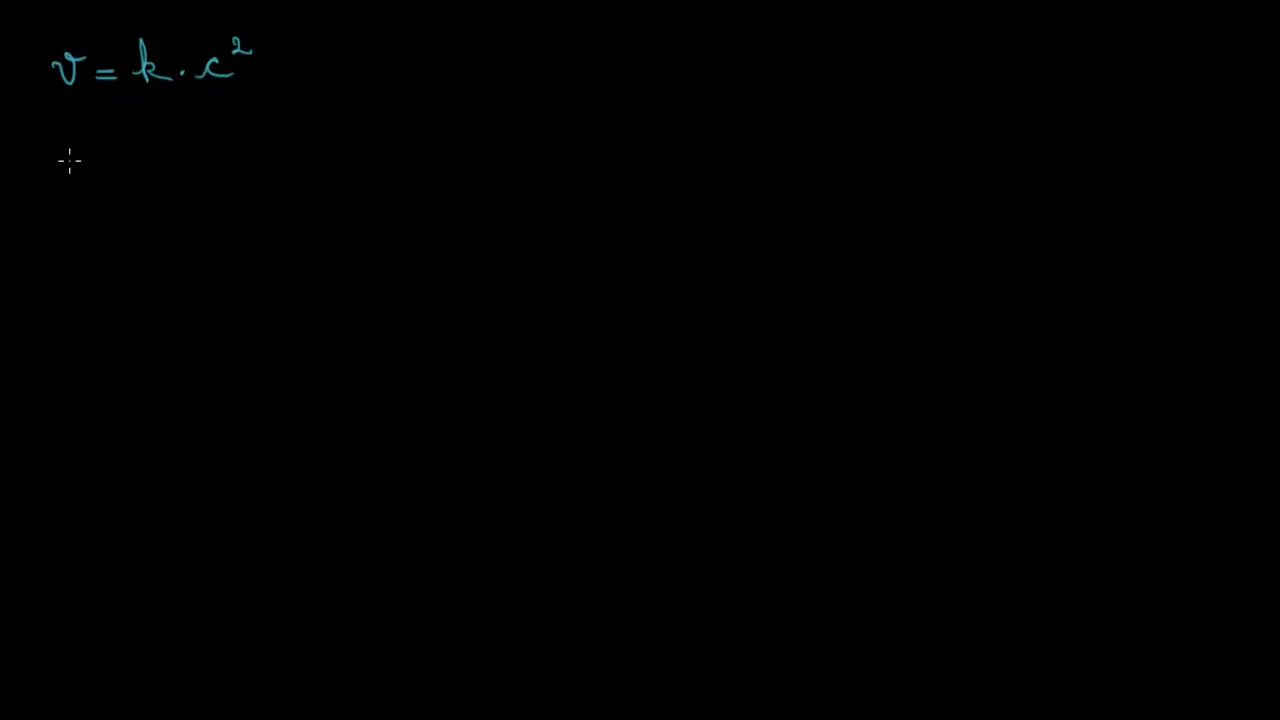 v = k · c²